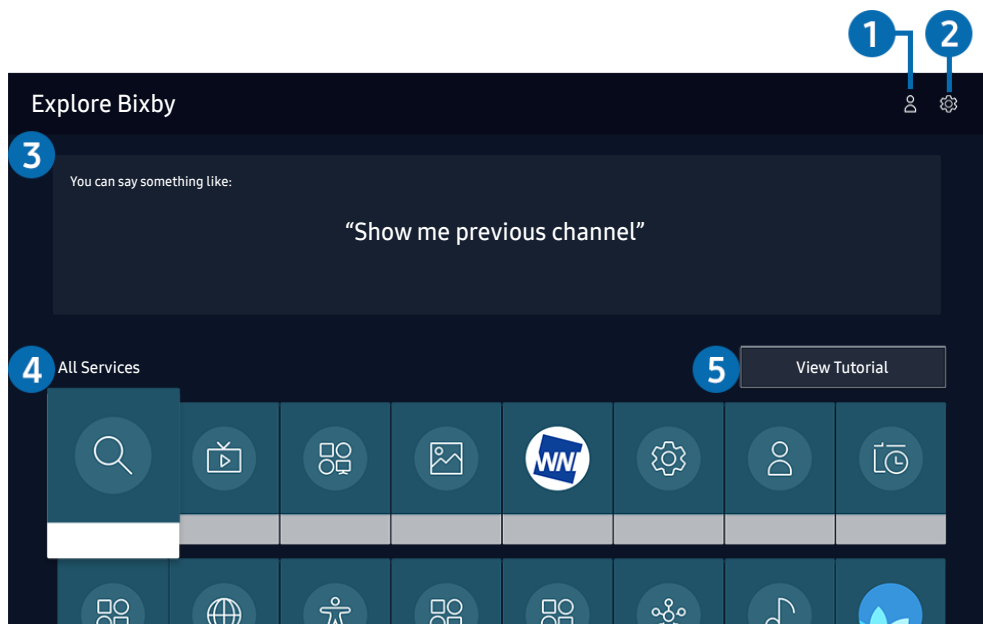 1
2
Explore Bixby
3
You can say something like:
“Show me previous channel”
4
All Services
5
View Tutorial
WNI